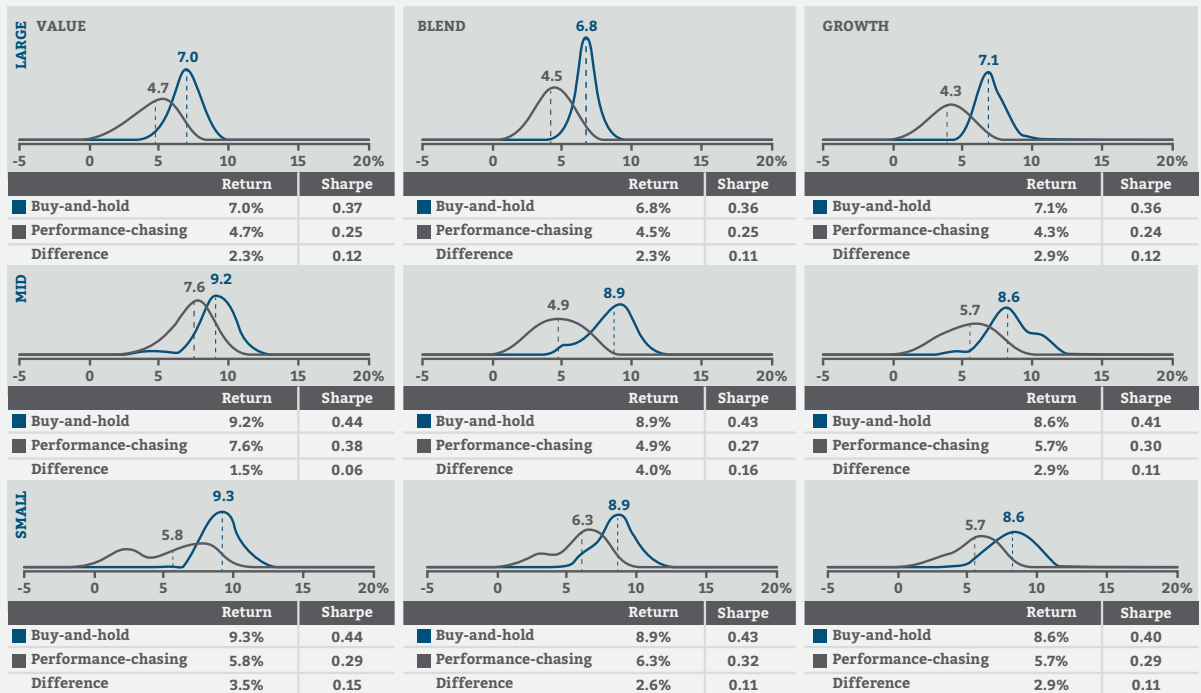 LARGE
VALUE
7.0
4.7
-5 0 5 10 15 20%
Return Sharpe
Buy-and-hold 7.0% 0.37
Performance-chasing 4.7% 0.25
Difference 2.3% 0.12
BLEND
6.8
4.5
-5 0 5 10 15 20%
Return Sharpe
Buy-and-hold 6.8% 0.36
Performance-chasing 4.5% 0.25
Difference 2.3% 0.11
GROWTH
7.1
4.3
-5 0 5 10 15 20%
Return Sharpe
Buy-and-hold 7.1% 0.36
Performance-chasing 4.3% 0.24
Difference 2.9% 0.12
MID
9.2
7.6
-5 0 5 10 15 20%
Return Sharpe
Buy-and-hold 9.2% 0.44
Performance-chasing 7.6% 0.38
Difference 1.5% 0.06
8.9
4.9
-5 0 5 10 15 20%
Return Sharpe
Buy-and-hold 8.9% 0.43
Performance-chasing 4.9% 0.27
Difference 4.0% 0.16
8.6
5.7
-5 0 5 10 15 20%
Return Sharpe
Buy-and-hold 8.6% 0.41
Performance-chasing 5.7% 0.30
Difference 2.9% 0.11
SMALL
9.3
5.8
-5 0 5 10 15 20%
Return Sharpe
Buy-and-hold 9.3% 0.44
Performance-chasing 5.8% 0.29
Difference 3.5% 0.15
8.9
6.3
-5 0 5 10 15 20%
Return Sharpe
Buy-and-hold 8.9% 0.43
Performance-chasing 6.3% 0.32
Difference 2.6% 0.11
8.6
5.7
-5 0 5 10 15 20%
Return Sharpe
Buy-and-hold 8.6% 0.40
Performance-chasing 5.7% 0.29
Difference 2.9% 0.11